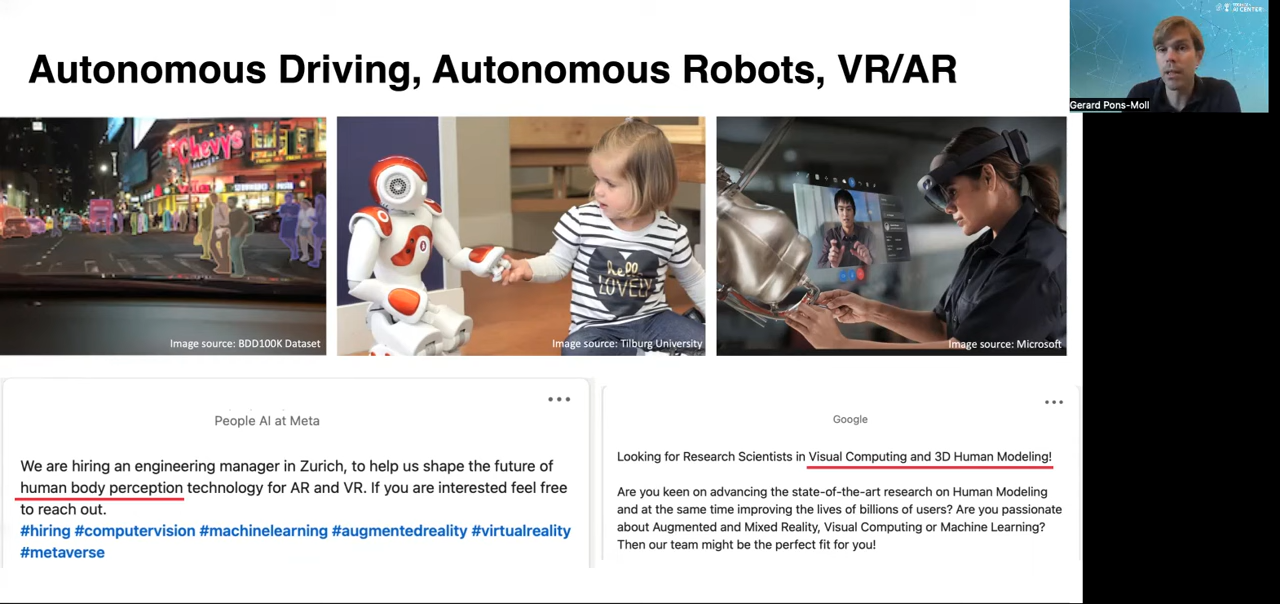 AI CENTER
Autonomous Driving, Autonomous Robots, VR/AR
Gerard Pons-Moll
Chevys
hello
LOVELY
Image source: BDD100K Dataset
Image source: Tilburg University
Image source: Microsoft
People AI at Meta
We are hiring an engineering manager in Zurich, to help us shape the future of
human body perception technology for AR and VR. If you are interested feel free
to reach out.
#hiring #computervision #machinelearning #augmentedreality #virtualreality
#metaverse
Google
Looking for Research Scientists in Visual Computing and 3D Human Modeling!
Are you keen on advancing the state-of-the-art research on Human Modeling
and at the same time improving the lives of billions of users? Are you passionate
about Augmented and Mixed Reality, Visual Computing or Machine Learning?
Then our team might be the perfect fit for you!